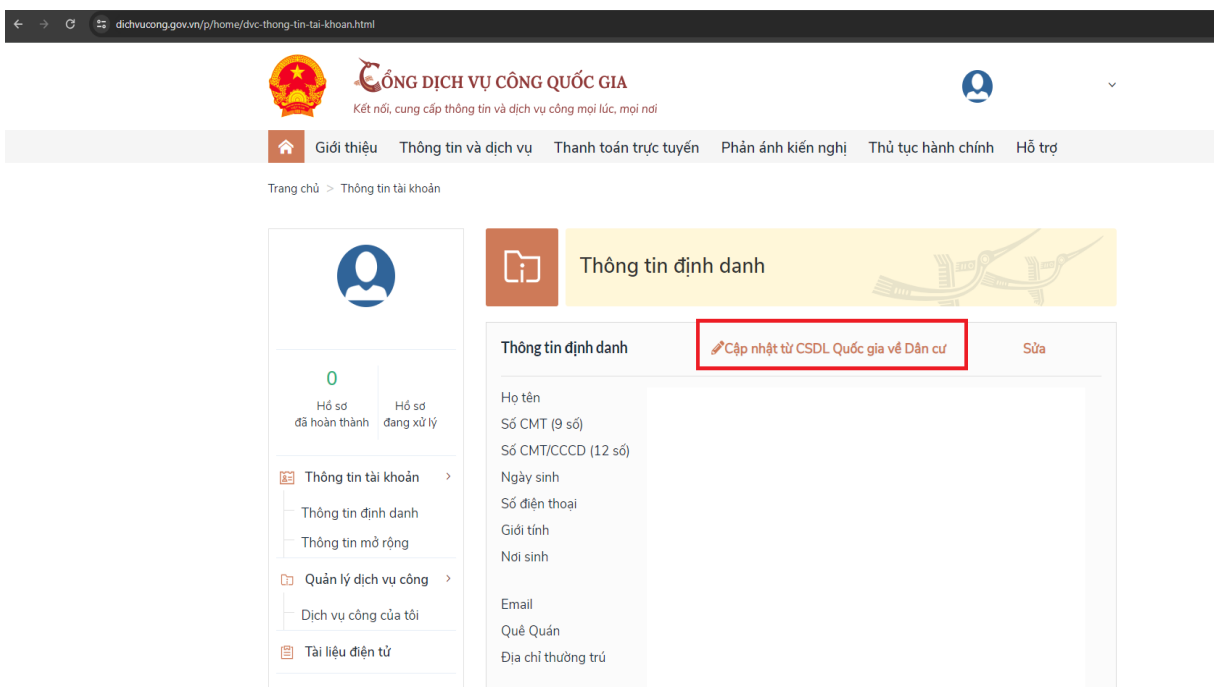 dichvucong.gov.vn/p/home/dvc-thong-tin-tai-khoan.html
CỔNG DỊCH VỤ CÔNG QUỐC GIA
Kết nối, cung cấp thông tin và dịch vụ công mọi lúc, mọi nơi
Giới thiệu Thông tin và dịch vụ Thanh toán trực tuyến Phản ánh kiến nghị Thủ tục hành chính Hỗ trợ
Trang chủ > Thông tin tài khoản
Thông tin định danh
Thông tin định danh Cập nhật từ CSDL Quốc gia về Dân cư Sửa
0
Hồ sơ
đã hoàn thành
Hồ sơ
đang xử lý
Thông tin tài khoản
Thông tin định danh
Thông tin mở rộng
Quản lý dịch vụ công
Dịch vụ công của tôi
Tài liệu điện tử
Họ tên
Số CMT (9 số)
Số CMT/CCCD (12 số)
Ngày sinh
Số điện thoại
Giới tính
Nơi sinh
Email
Quê Quán
Địa chỉ thường trú